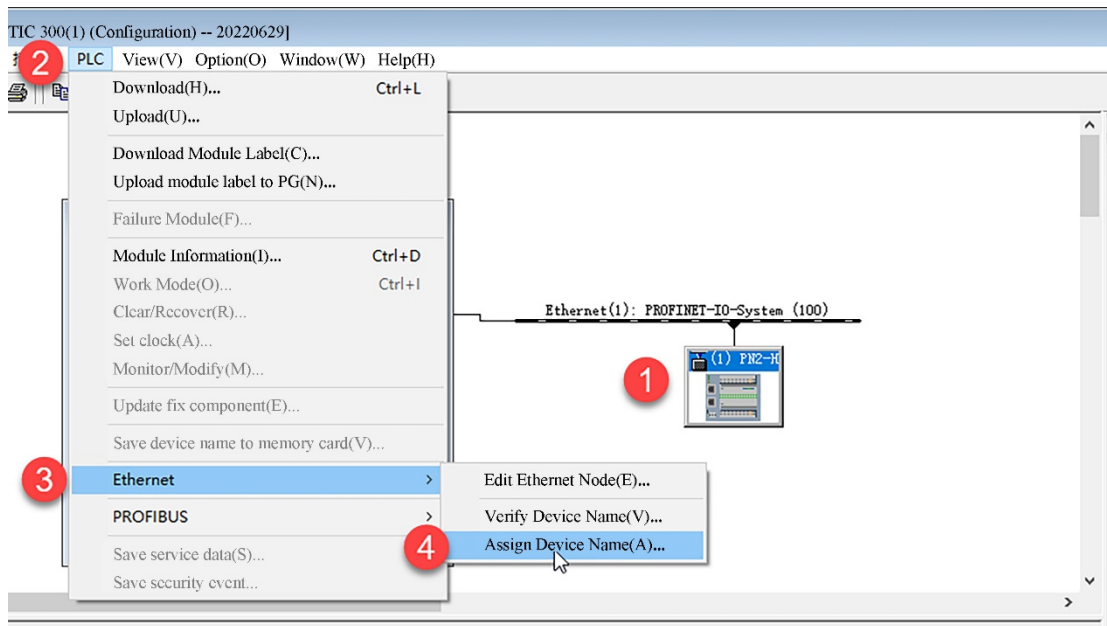 TIC 300(1) (Configuration) -- 20220629]
2 PLC View(V) Option(O) Window(W) Help(H)
Download(H)... Ctrl+L
Upload(U)...
Download Module Label(C)...
Upload module label to PG(N)...
Failure Module(F)...
Module Information(I)... Ctrl+D
Work Mode(O)... Ctrl+I
Clear/Recover(R)...
Set clock(A)...
Monitor/Modify(M)...
Update fix component(E)...
Save device name to memory card(V)...
3 Ethernet >
PROFIBUS >
Save service data(S)...
Save security event...
4
Edit Ethernet Node(E)...
Verify Device Name(V)...
Assign Device Name(A)...
Ethernet(1): PROFINET-IO-System (100)
1
(1) PN2-H